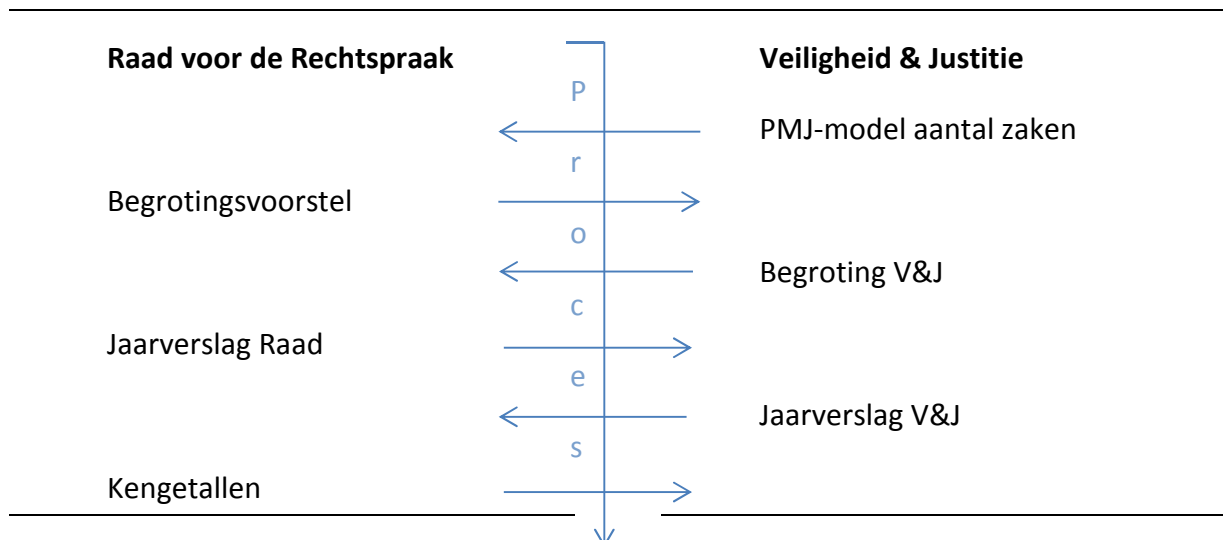 Raad voor de Rechtspraak
Veiligheid & Justitie
P
PMJ-model aantal zaken
r
Begrotingsvoorstel
o
Begroting V&J
c
Jaarverslag Raad
e
Jaarverslag V&J
s
Kengetallen